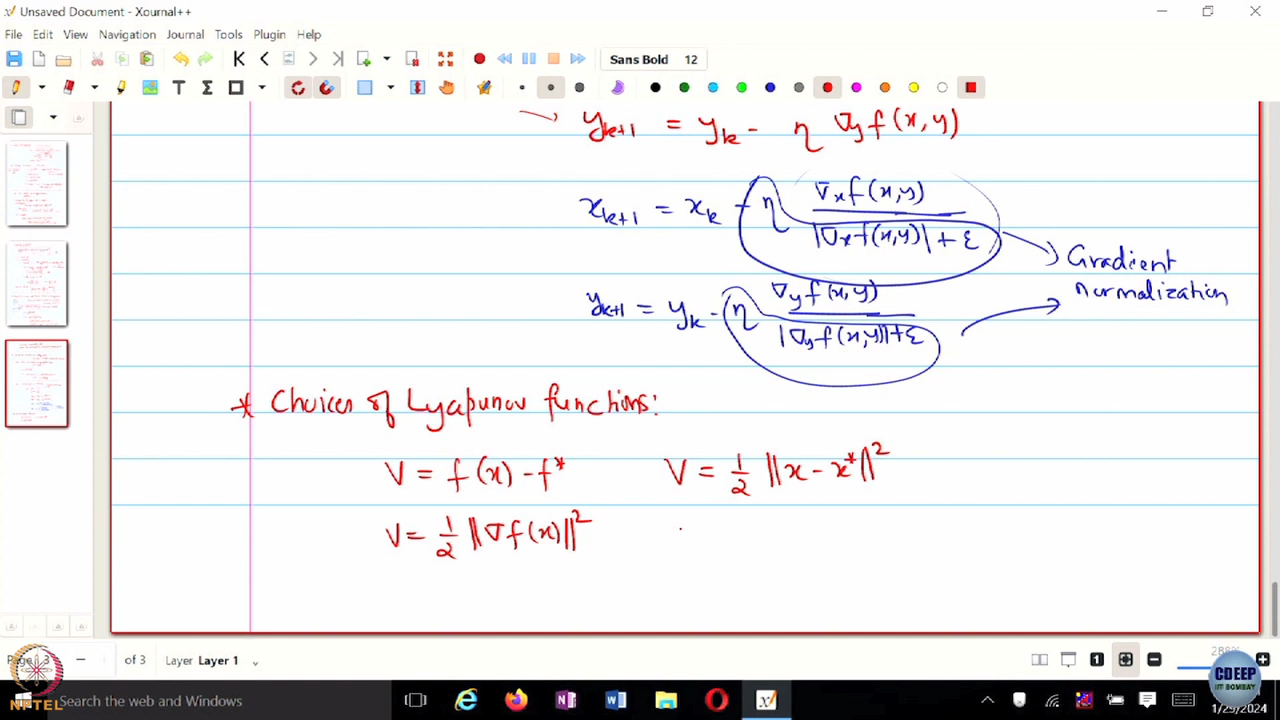 Unsaved Document - Xournal++
File Edit View Navigation Journal Tools Plugin Help
Sans Bold 12
y_{k+1} = y_k - η ∇_y f(x,y)
x_{k+1} = x_k - η ∇_x f(x,y) / |∇_x f(x,y)| + ε
Gradient normalization
y_{k+1} = y_k - η ∇_y f(x,y) / |∇_y f(x,y)| + ε
* Choices of Lyapunov functions:
V = f(x) - f* V = 1/2 ||x - x*||²
V = 1/2 ||∇f(x)||²
3 of 3 Layer Layer 1
NPTEL
Search the web and Windows
CDEEP
IIT BOMBAY
1/29/2024